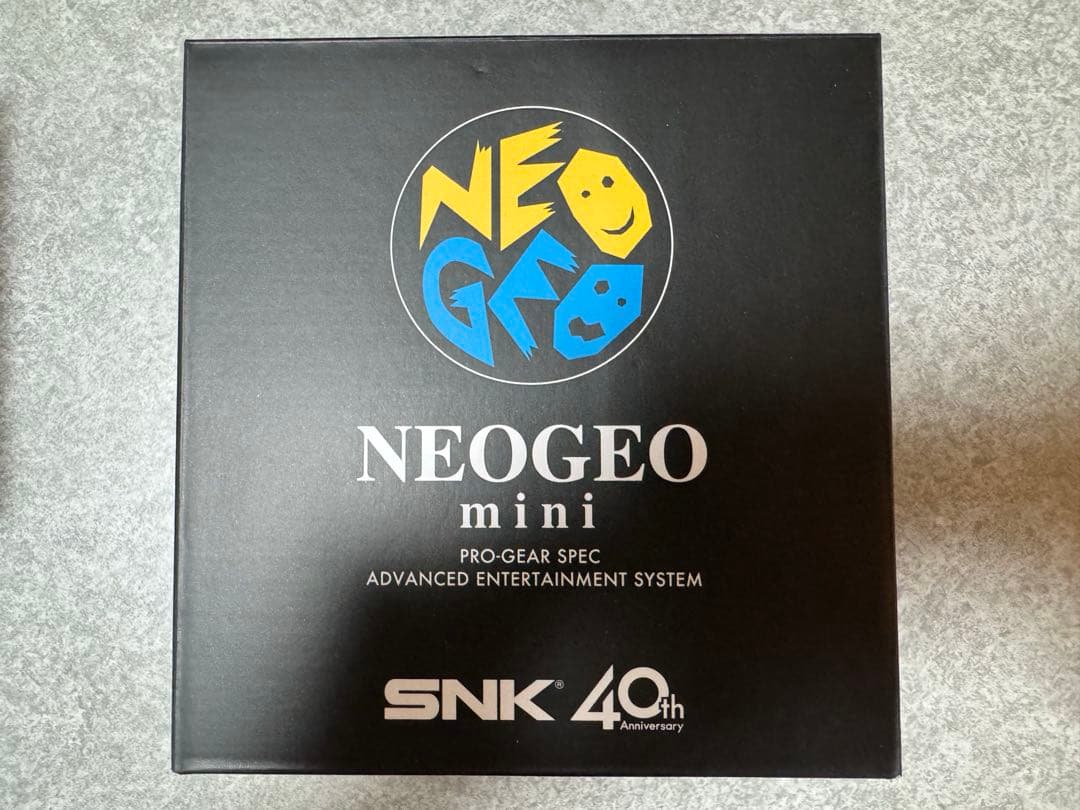 NEO
GEO
NEOGEO
mini
PRO-GEAR SPEC
ADVANCED ENTERTAINMENT SYSTEM
SNK® 40th
Anniversary